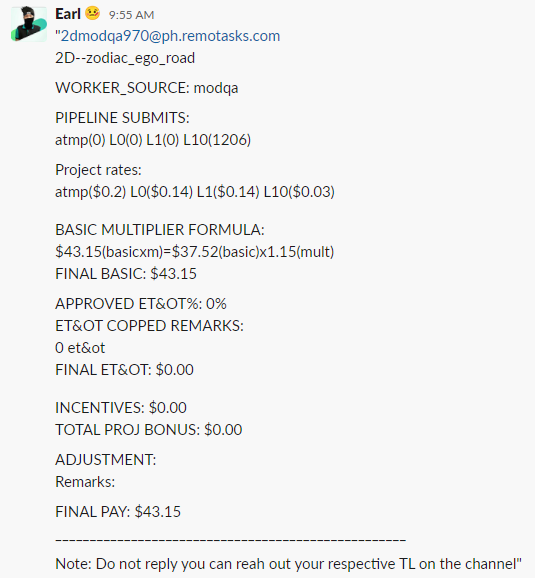 Earl 9:55 AM
"2dmodqa970@ph.remotasks.com
2D--zodiac_ego_road
WORKER_SOURCE: modqa
PIPELINE SUBMITS:
atmp(0) L0(0) L1(0) L10(1206)
Project rates:
atmp($0.2) L0($0.14) L1($0.14) L10($0.03)
BASIC MULTIPLIER FORMULA:
$43.15(basicxm)=$37.52(basic)x1.15(mult)
FINAL BASIC: $43.15
APPROVED ET&OT%: 0%
ET&OT COPPED REMARKS:
0 et&ot
FINAL ET&OT: $0.00
INCENTIVES: $0.00
TOTAL PROJ BONUS: $0.00
ADJUSTMENT:
Remarks:
FINAL PAY: $43.15
___________________________________________________
Note: Do not reply you can reah out your respective TL on the channel"